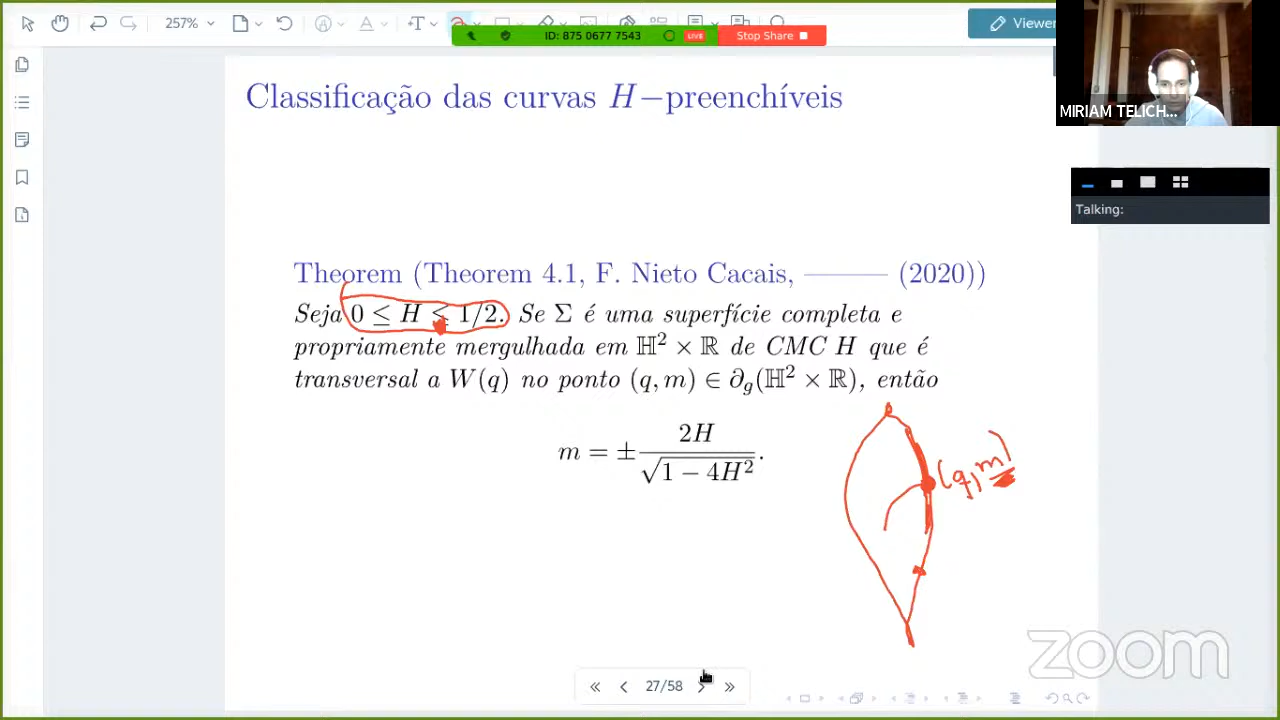 257%
ID: 875 0677 7543
LIVE
Stop Share
Viewer
MIRIAM TELICH...
Talking:
Classificação das curvas H−preenchíveis
Theorem (Theorem 4.1, F. Nieto Cacais, ——— (2020))
Seja 0 ≤ H ≤ 1/2. Se Σ é uma superfície completa e
propriamente mergulhada em ℍ² × ℝ de CMC H que é
transversal a W(q) no ponto (q, m) ∈ ∂g(ℍ² × ℝ), então
m = ± 2H / √(1 − 4H²).
(q, m)
zoom
27/58